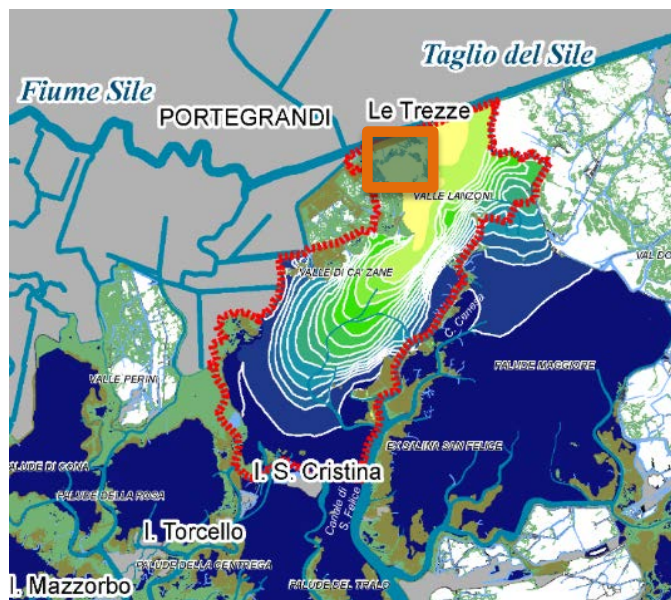 Taglio del Sile
Fiume Sile
PORTEGRANDI
Le Trezze
VALLE LANZONI
VAL DO
VALLE DI CA' ZANE
C. Cenesa
PALUDE MAGGIORE
VALLE PERINI
EX SALINA SAN FELICE
PALUDE DI CONA
I. S. Cristina
PALUDE DELLA ROSA
Canale di
S. Felice
I. Torcello
PALUDE DELLA CENTREGA
I. Mazzorbo
PALUDE DEL TRALO